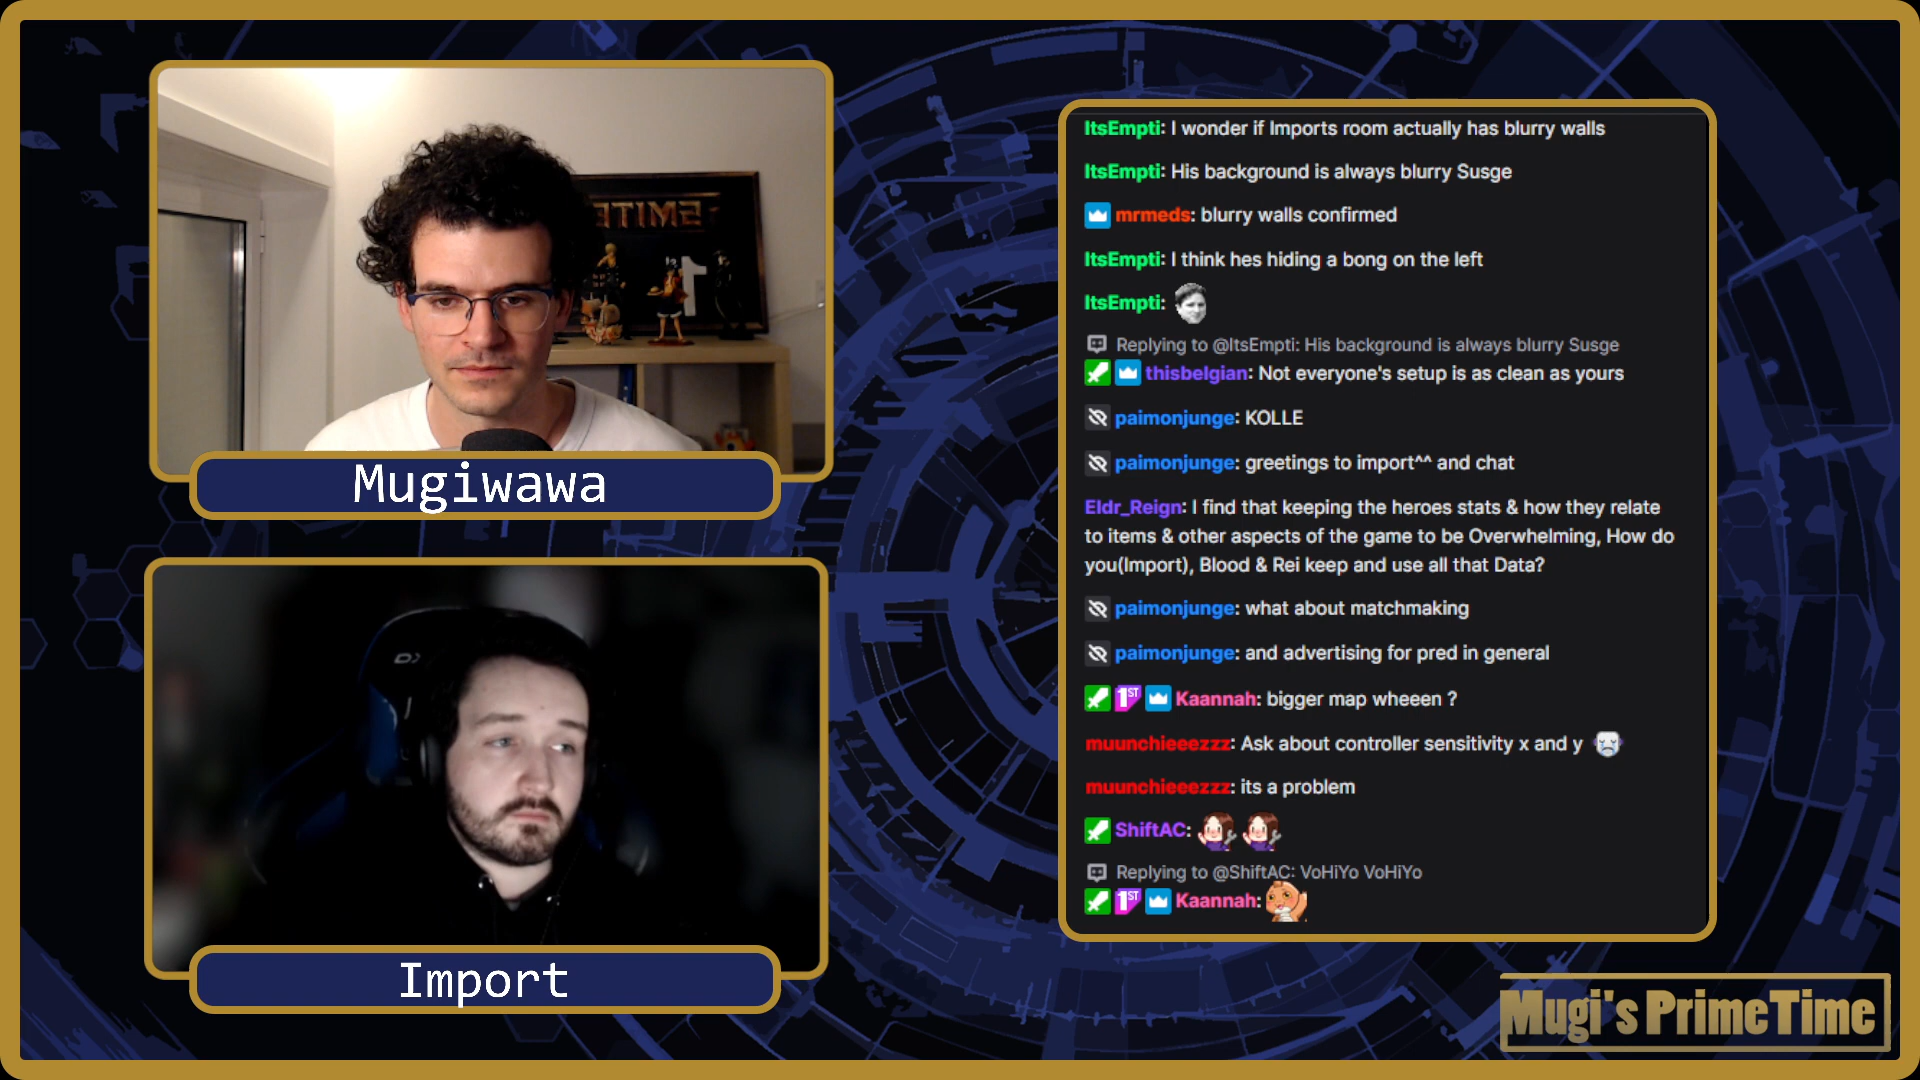 ItsEmpti: I wonder if Imports room actually has blurry walls
ItsEmpti: His background is always blurry Susge
mrmeds: blurry walls confirmed
ItsEmpti: I think hes hiding a bong on the left
ItsEmpti:
Replying to @ItsEmpti: His background is always blurry Susge
thisbelgian: Not everyone's setup is as clean as yours
paimonjunge: KOLLE
paimonjunge: greetings to import^^ and chat
Eldr_Reign: I find that keeping the heroes stats & how they relate
to items & other aspects of the game to be Overwhelming, How do
you(Import), Blood & Rei keep and use all that Data?
paimonjunge: what about matchmaking
paimonjunge: and advertising for pred in general
1ST Kaannah: bigger map wheeen ?
muunchieeezzz: Ask about controller sensitivity x and y
muunchieeezzz: its a problem
ShiftAC:
Replying to @ShiftAC: VoHiYo VoHiYo
1ST Kaannah:
Mugiwawa
Import
Mugi's PrimeTime